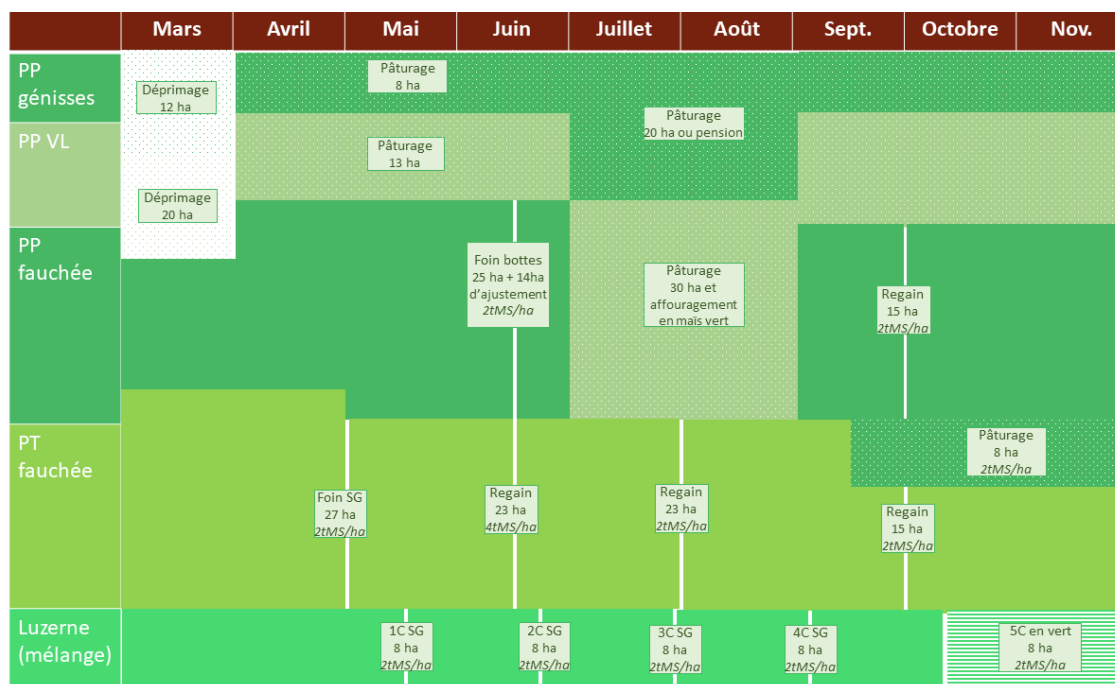 Mars Avril Mai Juin Juillet Août Sept. Octobre Nov.
PP
génisses
Déprimage
12 ha
Pâturage
8 ha
Pâturage
20 ha ou pension
PP VL
Pâturage
13 ha
Déprimage
20 ha
PP
fauchée
Foin bottes
25 ha + 14ha
d’ajustement
2tMS/ha
Pâturage
30 ha et
affouragement
en maïs vert
Regain
15 ha
2tMS/ha
PT
fauchée
Pâturage
8 ha
2tMS/ha
Foin SG
27 ha
2tMS/ha
Regain
23 ha
4tMS/ha
Regain
23 ha
2tMS/ha
Regain
15 ha
2tMS/ha
Luzerne
(mélange)
1C SG
8 ha
2tMS/ha
2C SG
8 ha
2tMS/ha
3C SG
8 ha
2tMS/ha
4C SG
8 ha
2tMS/ha
5C en vert
8 ha
2tMS/ha